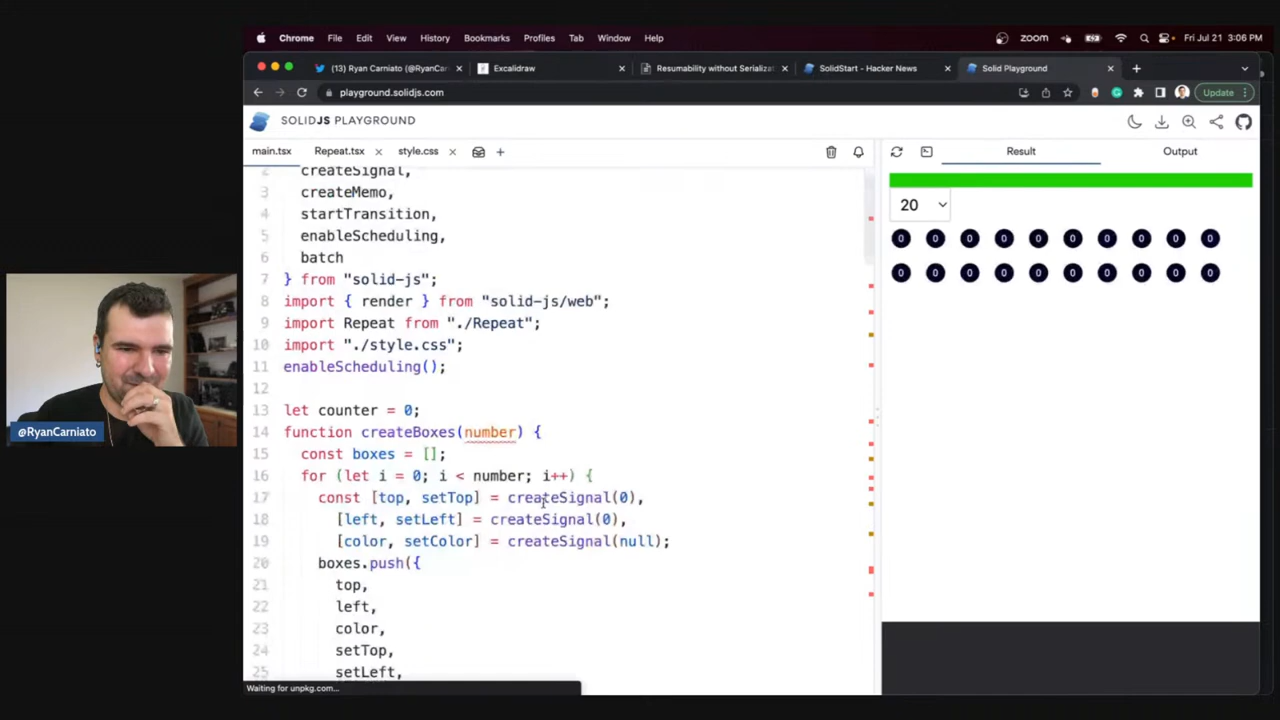 Chrome File Edit View History Bookmarks Profiles Tab Window Help zoom Fri Jul 21 3:06 PM
(13) Ryan Carniato (@RyanCar
Excalidraw
Resumability without Serializat
SolidStart - Hacker News
Solid Playground
playground.solidjs.com
Update
SOLIDJS PLAYGROUND
main.tsx Repeat.tsx style.css
Result Output
2 createSignal,
3 createMemo,
4 startTransition,
5 enableScheduling,
6 batch
7 } from "solid-js";
8 import { render } from "solid-js/web";
9 import Repeat from "./Repeat";
10 import "./style.css";
11 enableScheduling();
12
13 let counter = 0;
14 function createBoxes(number) {
15 const boxes = [];
16 for (let i = 0; i < number; i++) {
17 const [top, setTop] = createSignal(0),
18 [left, setLeft] = createSignal(0),
19 [color, setColor] = createSignal(null);
20 boxes.push({
21 top,
22 left,
23 color,
24 setTop,
25 setLeft,
20
0 0 0 0 0 0 0 0 0 0
0 0 0 0 0 0 0 0 0 0
@RyanCarniato
Waiting for unpkg.com...